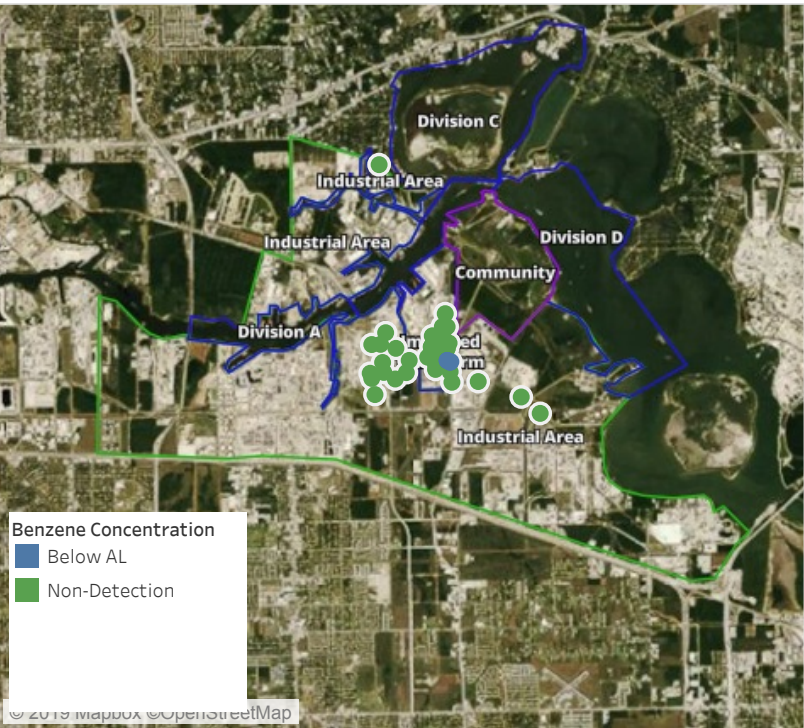 Division C
Industrial Area
Division D
Industrial Area
Community
Division A
Industrial Area
Benzene Concentration
Below AL
Non-Detection
© 2019 Mapbox ©OpenStreetMap